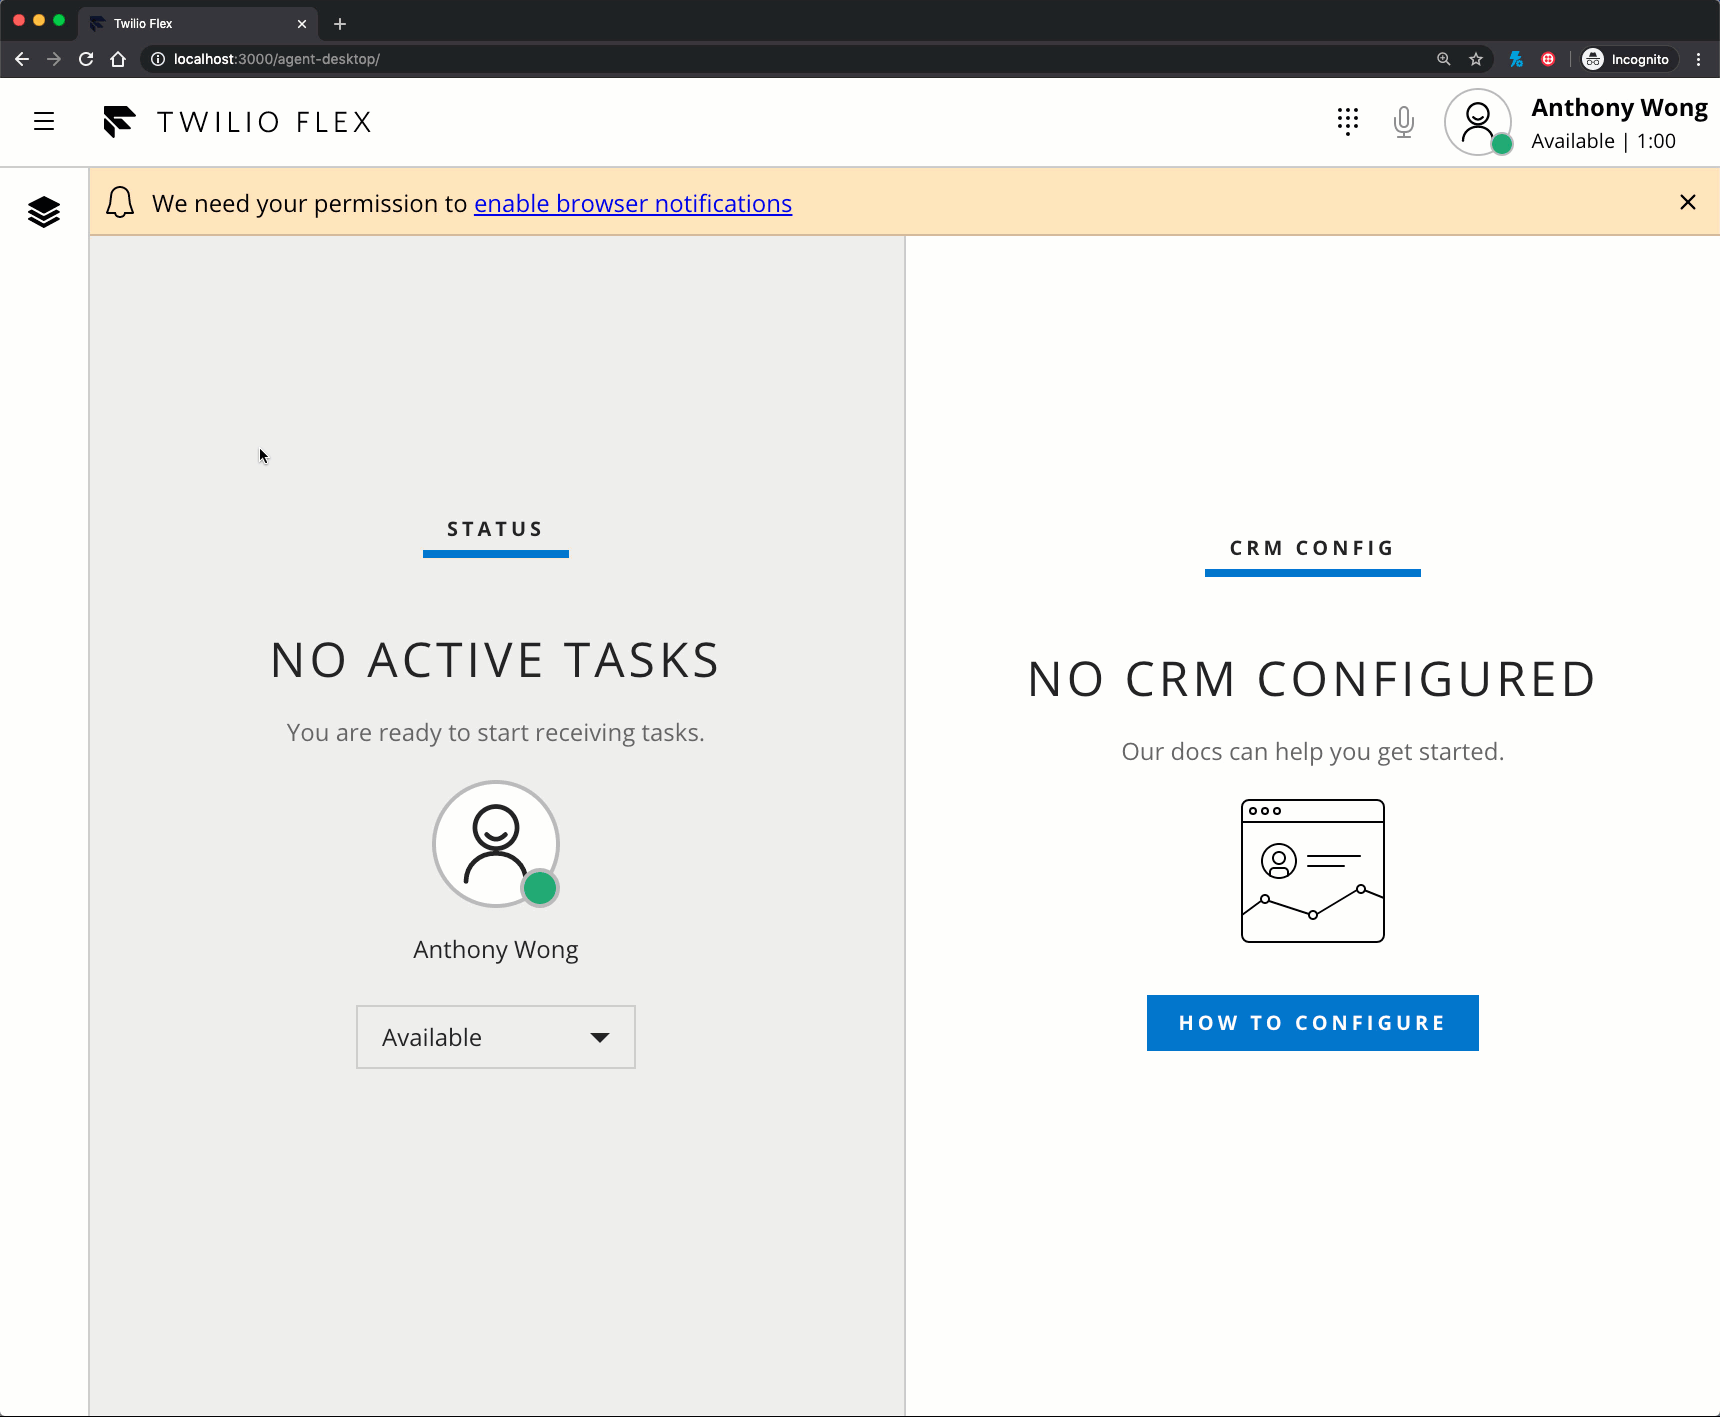 Twilio Flex
localhost:3000/agent-desktop/
Incognito
TWILIO FLEX
Anthony Wong
Available | 1:00
We need your permission to enable browser notifications
STATUS
NO ACTIVE TASKS
You are ready to start receiving tasks.
Anthony Wong
Available
CRM CONFIG
NO CRM CONFIGURED
Our docs can help you get started.
HOW TO CONFIGURE